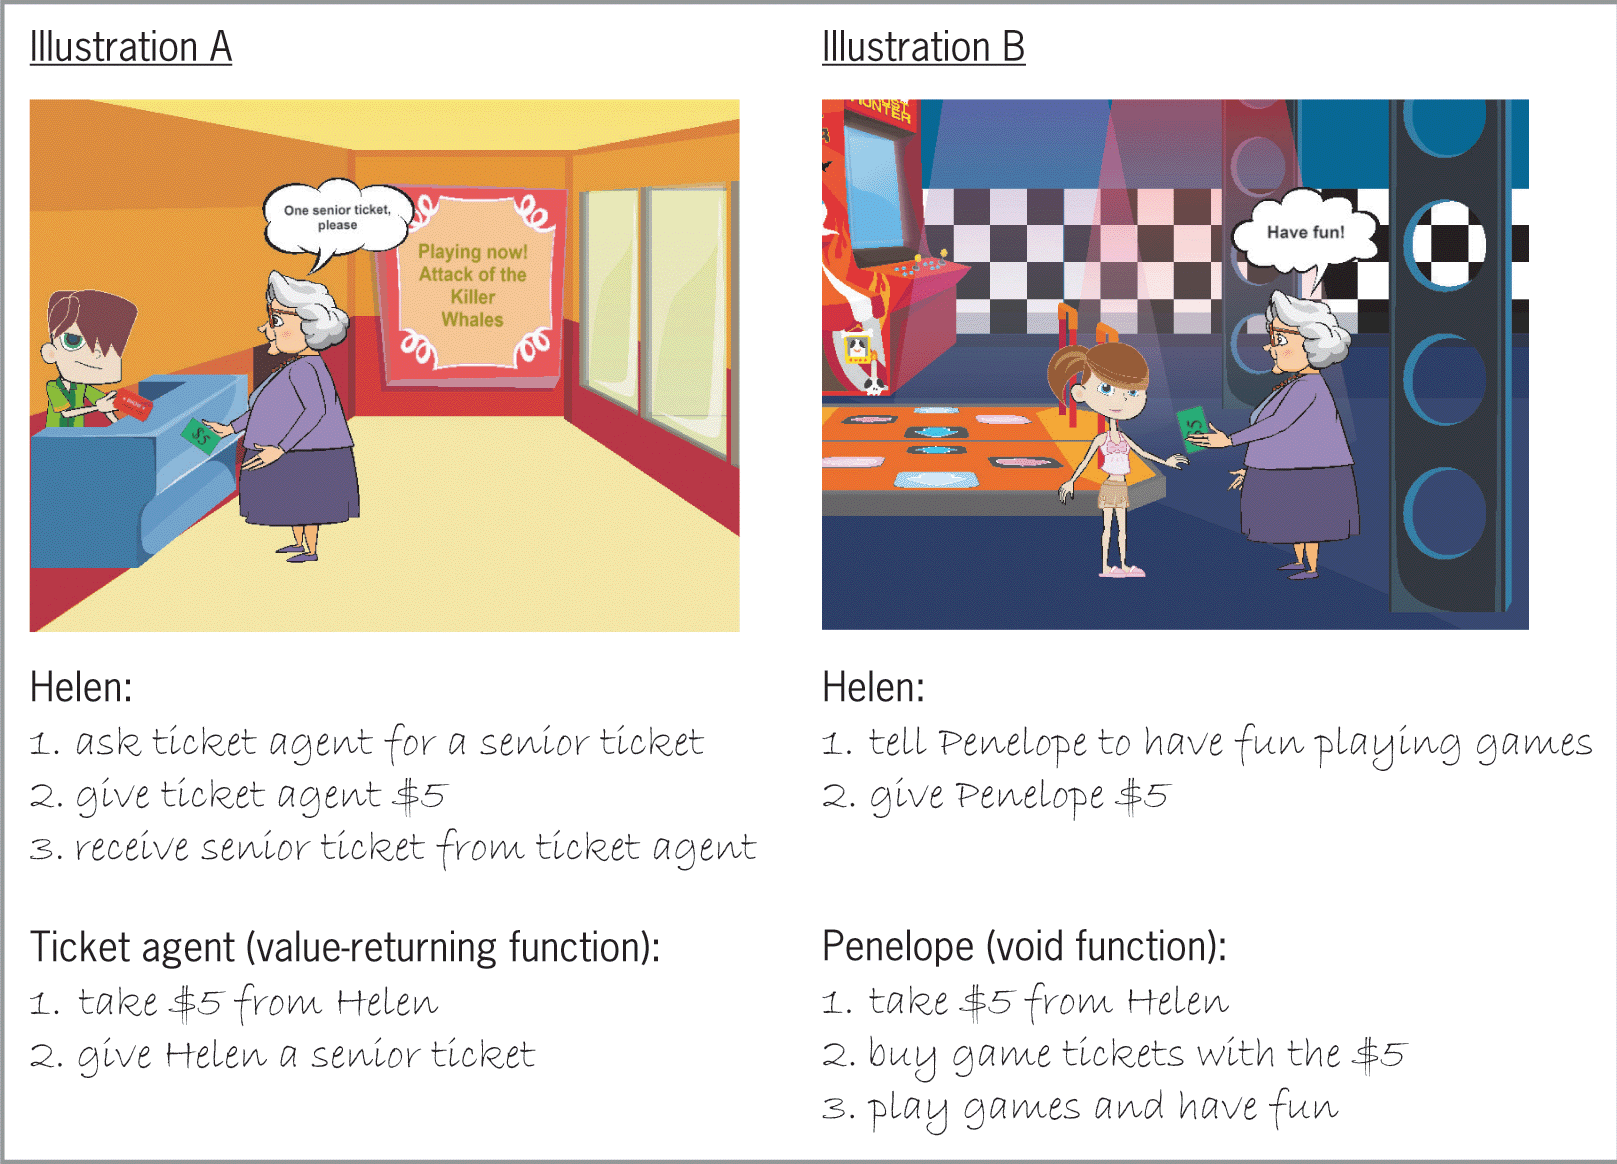 Illustration A
One senior ticket,
please
Playing now!
Attack of the
Killer
Whales
$5
Helen:
1. ask ticket agent for a senior ticket
2. give ticket agent $5
3. receive senior ticket from ticket agent
Ticket agent (value-returning function):
1. take $5 from Helen
2. give Helen a senior ticket
Illustration B
HUNTER
Have fun!
$5
Helen:
1. tell Penelope to have fun playing games
2. give Penelope $5
Penelope (void function):
1. take $5 from Helen
2. buy game tickets with the $5
3. play games and have fun